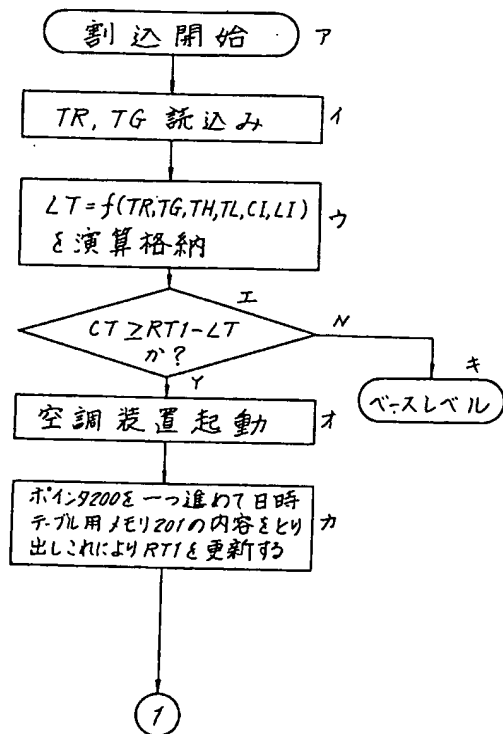 割込開始
ア
TR, TG 読込み
イ
LT=f(TR,TG,TH,TL,CI,LI)
を演算格納
ウ
エ
CT≧RT1-LT
か?
N
Y
キ
ベースレベル
空調装置起動
オ
ポインタ200を一つ進めて日時
テーブル用メモリ201の内容をとり
出しこれによりRT1を更新する
カ
1